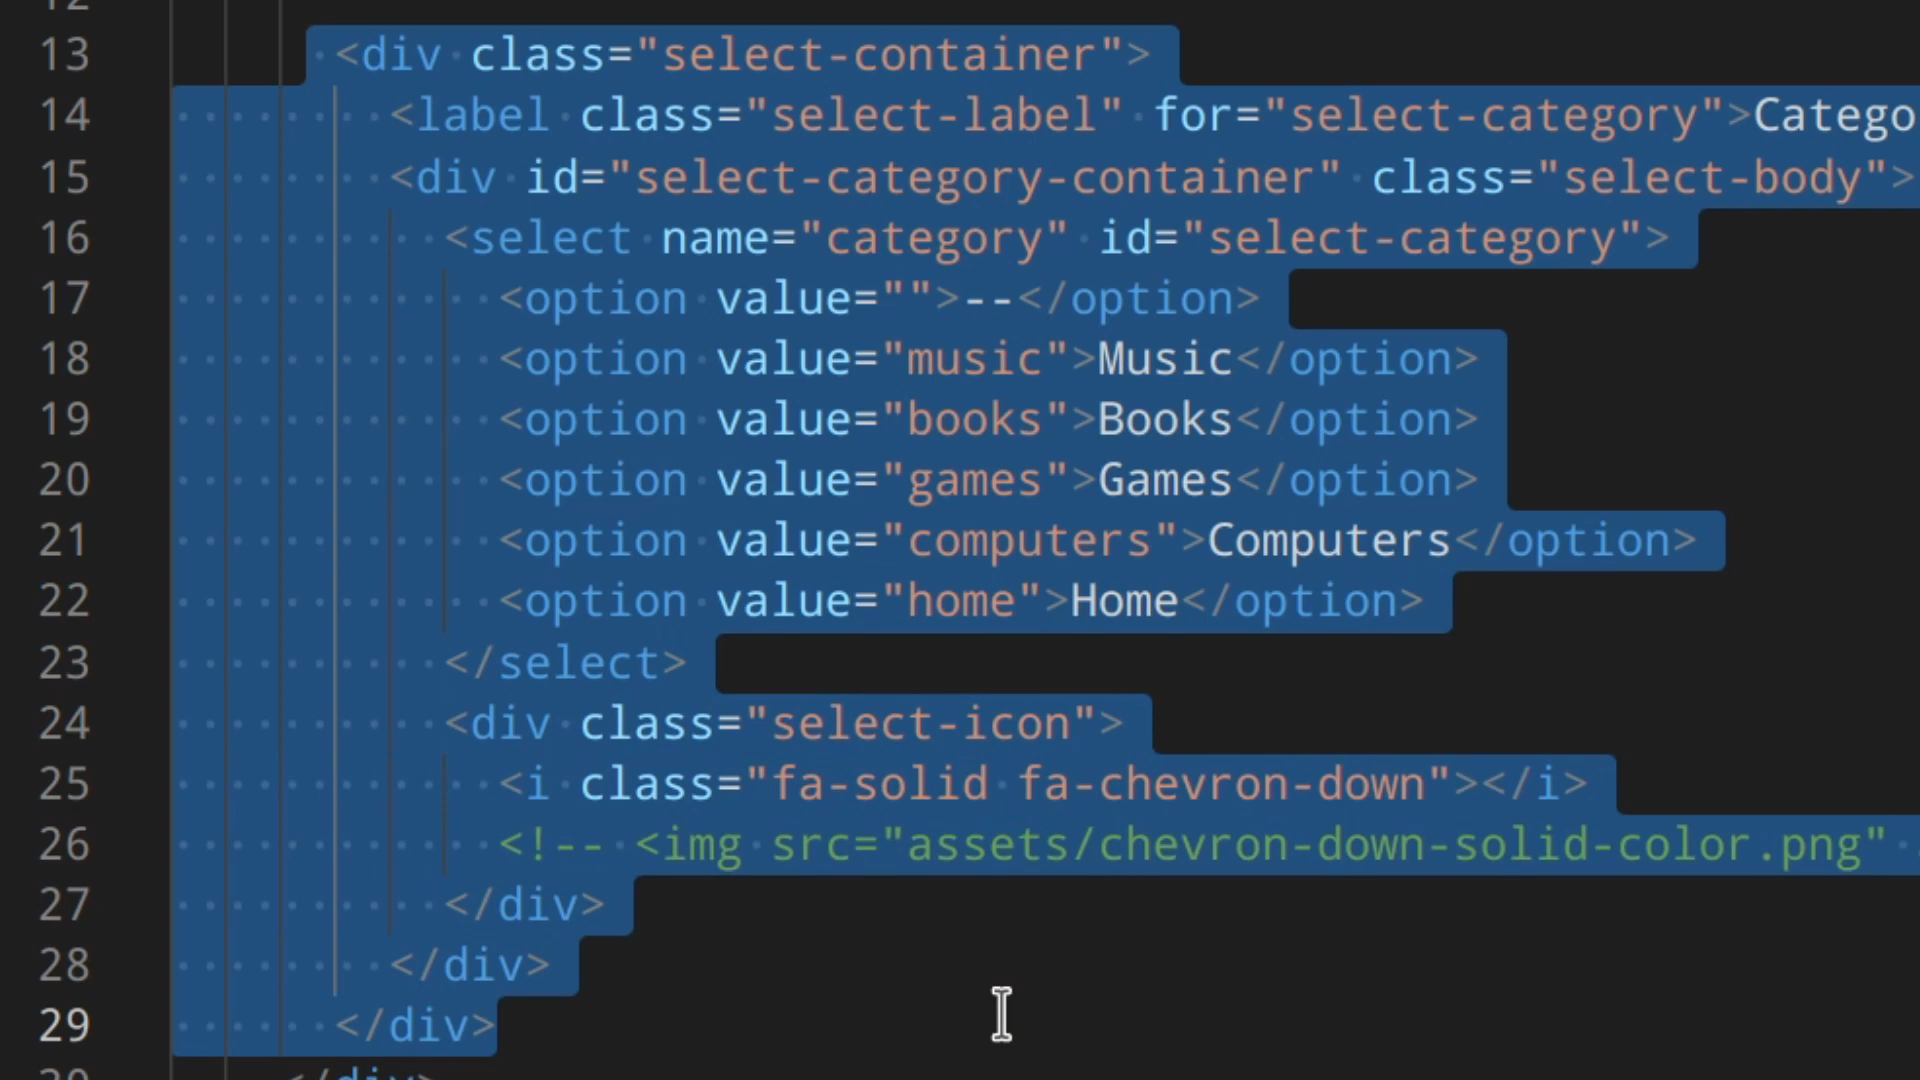 12
13 <div class="select-container">
14 <label class="select-label" for="select-category">Catego
15 <div id="select-category-container" class="select-body">
16 <select name="category" id="select-category">
17 <option value="">--</option>
18 <option value="music">Music</option>
19 <option value="books">Books</option>
20 <option value="games">Games</option>
21 <option value="computers">Computers</option>
22 <option value="home">Home</option>
23 </select>
24 <div class="select-icon">
25 <i class="fa-solid fa-chevron-down"></i>
26 <!-- <img src="assets/chevron-down-solid-color.png"
27 </div>
28 </div>
29 </div>
30 </div>